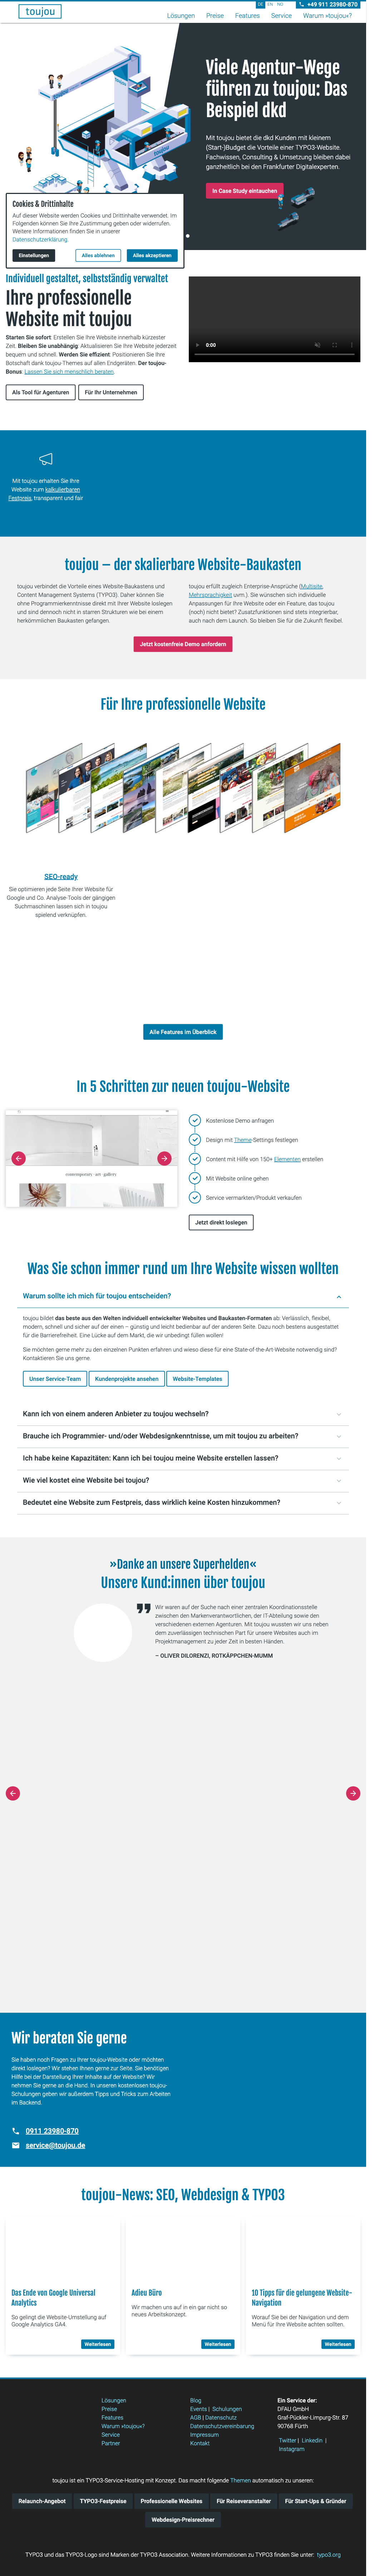 DE EN NO
+49 911 23980-870
toujou
Lösungen Preise Features Service Warum »toujou«?
Viele Agentur-Wege
führen zu toujou: Das
Beispiel dkd
Mit toujou bietet die dkd Kunden mit kleinem
(Start-)Budget die Vorteile einer TYPO3-Website.
Fachwissen, Consulting & Umsetzung bleiben dabei
ganzheitlich bei den Frankfurter Digitalexperten.
In Case Study eintauchen
Cookies & Drittinhalte
Auf dieser Website werden Cookies und Drittinhalte verwendet. Im
Folgenden können Sie Ihre Zustimmung geben oder widerrufen.
Weitere Informationen finden Sie in unserer
Datenschutzerklärung.
Einstellungen
Alles ablehnen
Alles akzeptieren
Individuell gestaltet, selbstständig verwaltet
Ihre professionelle
Website mit toujou
Starten Sie sofort: Erstellen Sie Ihre Website innerhalb kürzester
Zeit. Bleiben Sie unabhängig: Aktualisieren Sie Ihre Website jederzeit
bequem und schnell. Werden Sie effizient: Positionieren Sie Ihre
Botschaft dank toujou-Themes auf allen Endgeräten. Der toujou-
Bonus: Lassen Sie sich menschlich beraten.
Als Tool für Agenturen
Für Ihr Unternehmen
0:00
Mit toujou erhalten Sie Ihre
Website zum kalkulierbaren
Festpreis, transparent und fair
toujou – der skalierbare Website-Baukasten
toujou verbindet die Vorteile eines Website-Baukastens und
Content Management Systems (TYPO3). Daher können Sie
ohne Programmierkenntnisse direkt mit Ihrer Website loslegen
und sind dennoch nicht in starren Strukturen wie bei einem
herkömmlichen Baukasten gefangen.
toujou erfüllt zugleich Enterprise-Ansprüche (Multisite,
Mehrsprachigkeit uvm.). Sie wünschen sich individuelle
Anpassungen für Ihre Website oder ein Feature, das toujou
(noch) nicht bietet? Zusatzfunktionen sind stets integrierbar,
auch nach dem Launch. So bleiben Sie für die Zukunft flexibel.
Jetzt kostenfreie Demo anfordern
Für Ihre professionelle Website
SEO-ready
Sie optimieren jede Seite Ihrer Website für
Google und Co. Analyse-Tools der gängigen
Suchmaschinen lassen sich in toujou
spielend verknüpfen.
Alle Features im Überblick
In 5 Schritten zur neuen toujou-Website
contemporary art gallery
Kostenlose Demo anfragen
Design mit Theme-Settings festlegen
Content mit Hilfe von 150+ Elementen erstellen
Mit Website online gehen
Service vermarkten/Produkt verkaufen
Jetzt direkt loslegen
Was Sie schon immer rund um Ihre Website wissen wollten
Warum sollte ich mich für toujou entscheiden?
toujou bildet das beste aus den Welten individuell entwickelter Websites und Baukasten-Formaten ab: Verlässlich, flexibel,
modern, schnell und sicher auf der einen – günstig und leicht bedienbar auf der anderen Seite. Dazu noch bestens ausgestattet
für die Barrierefreiheit. Eine Lücke auf dem Markt, die wir unbedingt füllen wollen!
Sie möchten gerne mehr zu den einzelnen Punkten erfahren und wieso diese für eine State-of-the-Art-Website notwendig sind?
Kontaktieren Sie uns gerne.
Unser Service-Team
Kundenprojekte ansehen
Website-Templates
Kann ich von einem anderen Anbieter zu toujou wechseln?
Brauche ich Programmier- und/oder Webdesignkenntnisse, um mit toujou zu arbeiten?
Ich habe keine Kapazitäten: Kann ich bei toujou meine Website erstellen lassen?
Wie viel kostet eine Website bei toujou?
Bedeutet eine Website zum Festpreis, dass wirklich keine Kosten hinzukommen?
»Danke an unsere Superhelden«
Unsere Kund:innen über toujou
Wir waren auf der Suche nach einer zentralen Koordinationsstelle
zwischen den Markenverantwortlichen, der IT-Abteilung sowie den
verschiedenen externen Agenturen. Mit toujou wussten wir uns neben
dem zuverlässigen technischen Part für unsere Websites auch im
Projektmanagement zu jeder Zeit in besten Händen.
– OLIVER DILORENZI, ROTKÄPPCHEN-MUMM
Wir beraten Sie gerne
Sie haben noch Fragen zu Ihrer toujou-Website oder möchten
direkt loslegen? Wir stehen Ihnen gerne zur Seite. Sie benötigen
Hilfe bei der Darstellung Ihrer Inhalte auf der Website? Wir
nehmen Sie gerne an die Hand. In unseren kostenlosen toujou-
Schulungen geben wir außerdem Tipps und Tricks zum Arbeiten
im Backend.
0911 23980-870
service@toujou.de
toujou-News: SEO, Webdesign & TYPO3
Das Ende von Google Universal
Analytics
So gelingt die Website-Umstellung auf
Google Analytics GA4.
Weiterlesen
Adieu Büro
Wir machen uns auf in ein gar nicht so
neues Arbeitskonzept.
Weiterlesen
10 Tipps für die gelungene Website-
Navigation
Worauf Sie bei der Navigation und dem
Menü für Ihre Website achten sollten.
Weiterlesen
Lösungen
Preise
Features
Warum »toujou«?
Service
Partner
Blog
Events | Schulungen
AGB | Datenschutz
Datenschutzvereinbarung
Impressum
Kontakt
Ein Service der:
DFAU GmbH
Graf-Pückler-Limpurg-Str. 87
90768 Fürth
Twitter | Linkedin |
Instagram
toujou ist ein TYPO3-Service-Hosting mit Konzept. Das macht folgende Themen automatisch zu unseren:
Relaunch-Angebot
TYPO3-Festpreise
Professionelle Websites
Für Reiseveranstalter
Für Start-Ups & Gründer
Webdesign-Preisrechner
TYPO3 und das TYPO3-Logo sind Marken der TYPO3 Association. Weitere Informationen zu TYPO3 finden Sie unter: typo3.org